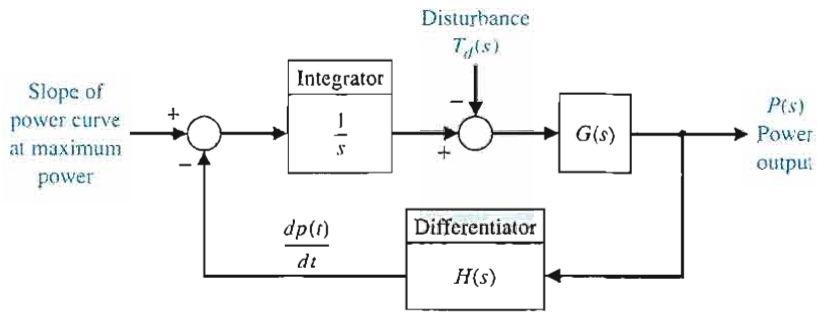 Disturbance
T_d(s)
Slope of
power curve
at maximum
power
+
−
Integrator
1
s
−
+
G(s)
P(s)
Power
output
dp(t)
dt
Differentiator
H(s)